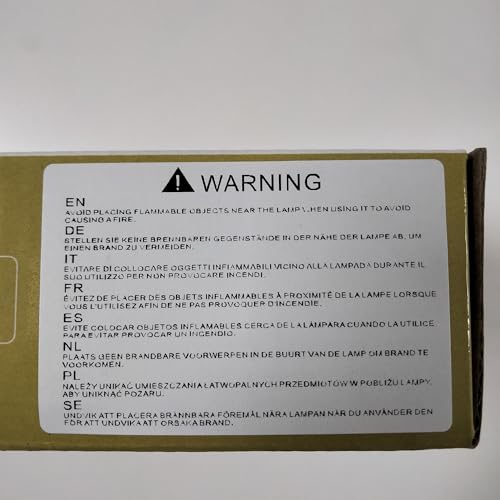 ⚠ WARNING
EN
AVOID PLACING FLAMMABLE OBJECTS NEAR THE LAMP WHEN USING IT TO AVOID
CAUSING A FIRE.
DE
STELLEN SIE KEINE BRENNBAREN GEGENSTÄNDE IN DER NÄHE DER LAMPE AB, UM
EINEN BRAND ZU VERMEIDEN.
IT
EVITARE DI COLLOCARE OGGETTI INFIAMMABILI VICINO ALLA LAMPADA DURANTE IL
SUO UTILIZZO PER NON PROVOCARE INCENDI.
FR
ÉVITEZ DE PLACER DES OBJETS INFLAMMABLES À PROXIMITÉ DE LA LAMPE LORSQUE
VOUS L'UTILISEZ AFIN DE NE PAS PROVOQUER D'INCENDIE.
ES
EVITE COLOCAR OBJETOS INFLAMABLES CERCA DE LA LÁMPARA CUANDO LA UTILICE
PARA EVITAR PROVOCAR UN INCENDIO.
NL
PLAATS GEEN BRANDBARE VOORWERPEN IN DE BUURT VAN DE LAMP OM BRAND TE
VOORKOMEN.
PL
NALEŻY UNIKAĆ UMIESZCZANIA ŁATWOPALNYCH PRZEDMIOTÓW W POBLIŻU LAMPY,
ABY UNIKNĄĆ POŻARU.
SE
UNDVIK ATT PLACERA BRÄNNBARA FÖREMÅL NÄRA LAMPAN NÄR DU ANVÄNDER DEN
FÖR ATT UNDVIKA ATT ORSAKA BRAND.